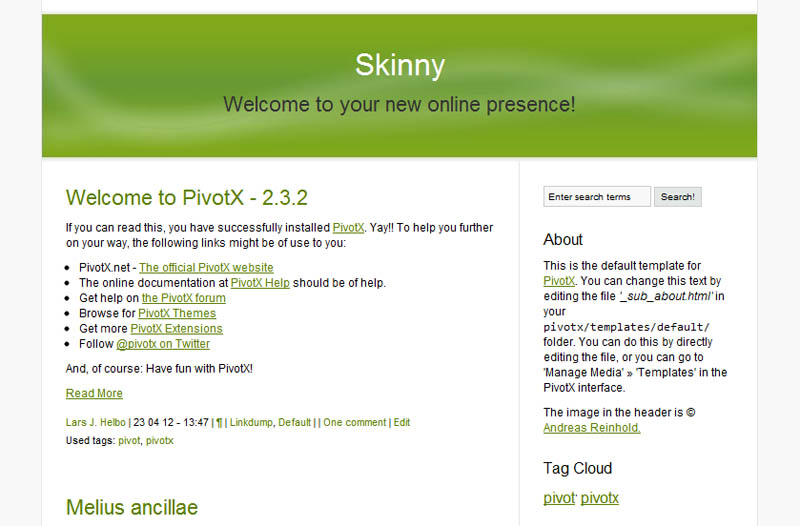 Skinny
Welcome to your new online presence!
Welcome to PivotX - 2.3.2
If you can read this, you have successfully installed PivotX. Yay!! To help you further
on your way, the following links might be of use to you:
PivotX.net - The official PivotX website
The online documentation at PivotX Help should be of help.
Get help on the PivotX forum
Browse for PivotX Themes
Get more PivotX Extensions
Follow @pivotx on Twitter
And, of course: Have fun with PivotX!
Read More
Lars J. Helbo | 23 04 12 - 13:47 | ¶ | Linkdump, Default | | One comment | Edit
Used tags: pivot, pivotx
Melius ancillae
Enter search terms Search!
About
This is the default template for
PivotX. You can change this text by
editing the file '_sub_about.html' in
your
pivotx/templates/default/
folder. You can do this by directly
editing the file, or you can go to
'Manage Media' » 'Templates' in the
PivotX interface.
The image in the header is ©
Andreas Reinhold.
Tag Cloud
pivot pivotx